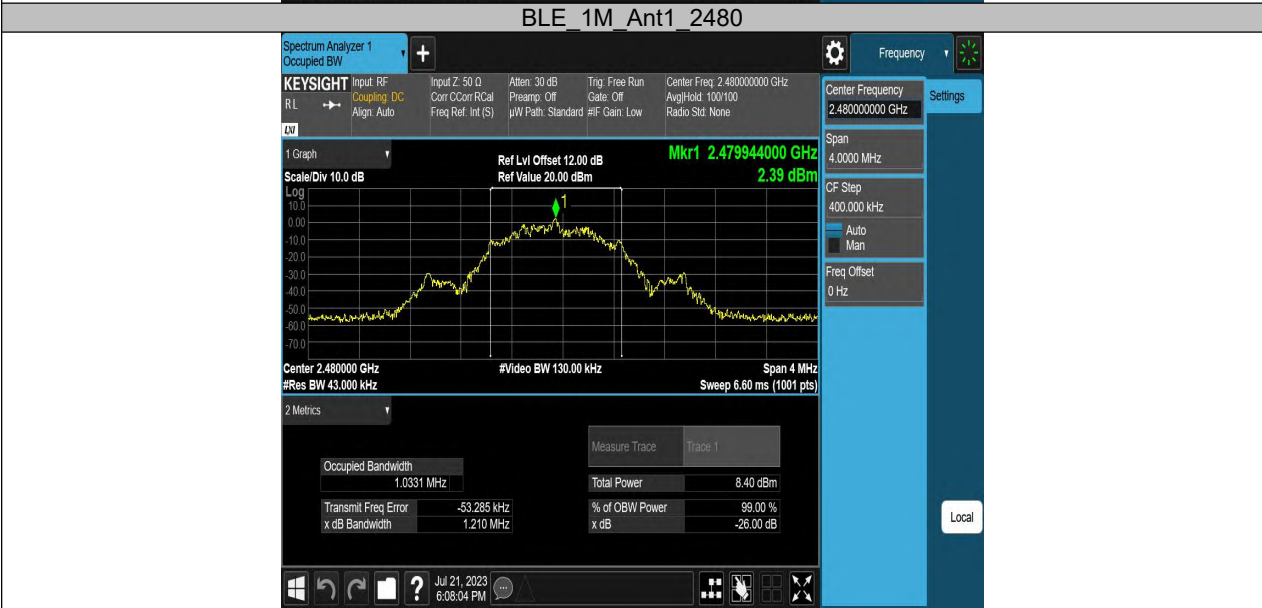 BLE_1M_Ant1_2480
Spectrum Analyzer 1
Occupied BW
+
Frequency
KEYSIGHT
Input: RF
Coupling: DC
Align: Auto
RL
LXI
Input Z: 50 Ω
Corr CCorr RCal
Freq Ref: Int (S)
Atten: 30 dB
Preamp: Off
µW Path: Standard
Trig: Free Run
Gate: Off
#IF Gain: Low
Center Freq: 2.480000000 GHz
Avg|Hold: 100/100
Radio Std: None
Center Frequency
2.480000000 GHz
Settings
Span
4.0000 MHz
CF Step
400.000 kHz
Auto
Man
Freq Offset
0 Hz
Local
1 Graph
Scale/Div 10.0 dB
Ref Lvl Offset 12.00 dB
Ref Value 20.00 dBm
Mkr1 2.479944000 GHz
2.39 dBm
Log
10.0
0.00
-10.0
-20.0
-30.0
-40.0
-50.0
-60.0
-70.0
1
Center 2.480000 GHz
#Res BW 43.000 kHz
#Video BW 130.00 kHz
Span 4 MHz
Sweep 6.60 ms (1001 pts)
2 Metrics
Measure Trace Trace 1
Occupied Bandwidth
1.0331 MHz
Total Power 8.40 dBm
Transmit Freq Error -53.285 kHz
% of OBW Power 99.00 %
x dB Bandwidth 1.210 MHz
x dB -26.00 dB
?
Jul 21, 2023
6:08:04 PM